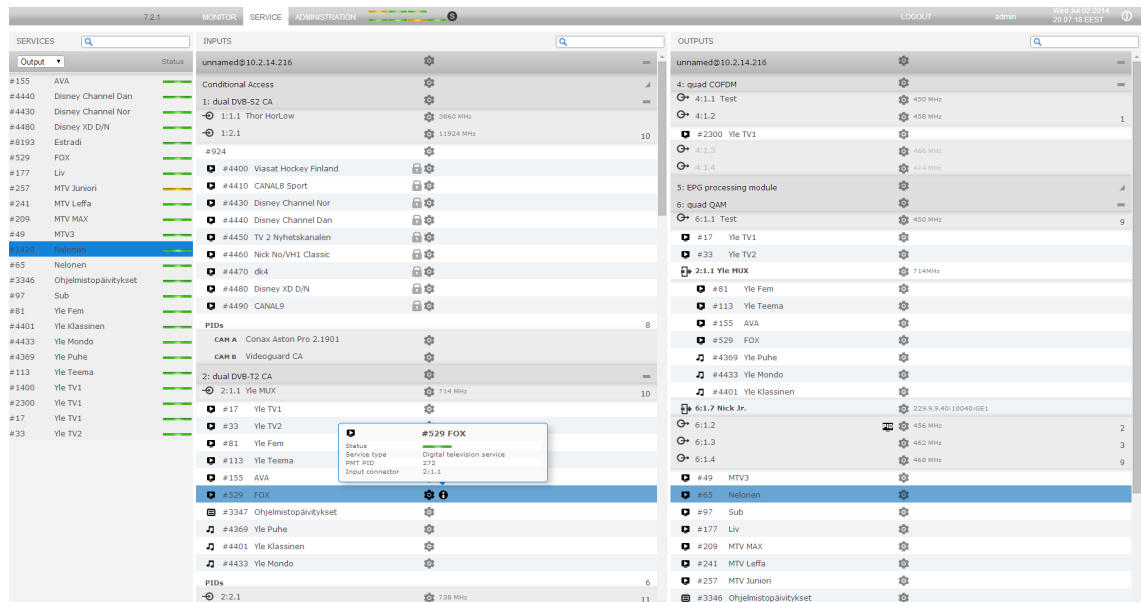 7.2.1 MONITOR SERVICE ADMINISTRATION S LOGOUT admin Wed Jul 02 2014
20:07:18 EEST
SERVICES
Output Status
#155 AVA
#4440 Disney Channel Dan
#4430 Disney Channel Nor
#4480 Disney XD D/N
#8193 Estradi
#529 FOX
#177 Liv
#257 MTV Juniori
#241 MTV Leffa
#209 MTV MAX
#49 MTV3
#1420 Nelonen
#65 Nelonen
#3346 Ohjelmistopäivitykset
#97 Sub
#81 Yle Fem
#4401 Yle Klassinen
#4433 Yle Mondo
#4369 Yle Puhe
#113 Yle Teema
#1400 Yle TV1
#2300 Yle TV1
#17 Yle TV1
#33 Yle TV2
INPUTS
unnamed@10.2.14.216
Conditional Access
1: dual DVB-S2 CA
1:1.1 Thor HorLow 3860 MHz
1:2.1 11924 MHz 10
#924
#4400 Viasat Hockey Finland
#4410 CANAL8 Sport
#4430 Disney Channel Nor
#4440 Disney Channel Dan
#4450 TV 2 Nyhetskanalen
#4460 Nick No/VH1 Classic
#4470 dk4
#4480 Disney XD D/N
#4490 CANAL9
PIDs 8
CAM A Conax Aston Pro 2.1901
CAM B Videoguard CA
2: dual DVB-T2 CA
2:1.1 Yle MUX 714 MHz 10
#17 Yle TV1
#33 Yle TV2
#81 Yle Fem
#113 Yle Teema
#155 AVA
#529 FOX
#3347 Ohjelmistopäivitykset
#4369 Yle Puhe
#4401 Yle Klassinen
#4433 Yle Mondo
PIDs 6
2:2.1 738 MHz 11
#529 FOX
Status
Service type Digital television service
PMT PID 272
Input connector 2:1.1
OUTPUTS
unnamed@10.2.14.216
4: quad COFDM
4:1.1 Test 450 MHz
4:1.2 458 MHz 1
#2300 Yle TV1
4:1.3 466 MHz
4:1.4 474 MHz
5: EPG processing module
6: quad QAM
6:1.1 Test 450 MHz 9
#17 Yle TV1
#33 Yle TV2
2:1.1 Yle MUX 714MHz
#81 Yle Fem
#113 Yle Teema
#155 AVA
#529 FOX
#4369 Yle Puhe
#4433 Yle Mondo
#4401 Yle Klassinen
6:1.7 Nick Jr. 229.9.9.40:10040:GE1
6:1.2 PID 456 MHz 2
6:1.3 462 MHz 3
6:1.4 468 MHz 9
#49 MTV3
#65 Nelonen
#97 Sub
#177 Liv
#209 MTV MAX
#241 MTV Leffa
#257 MTV Juniori
#3346 Ohjelmistopäivitykset